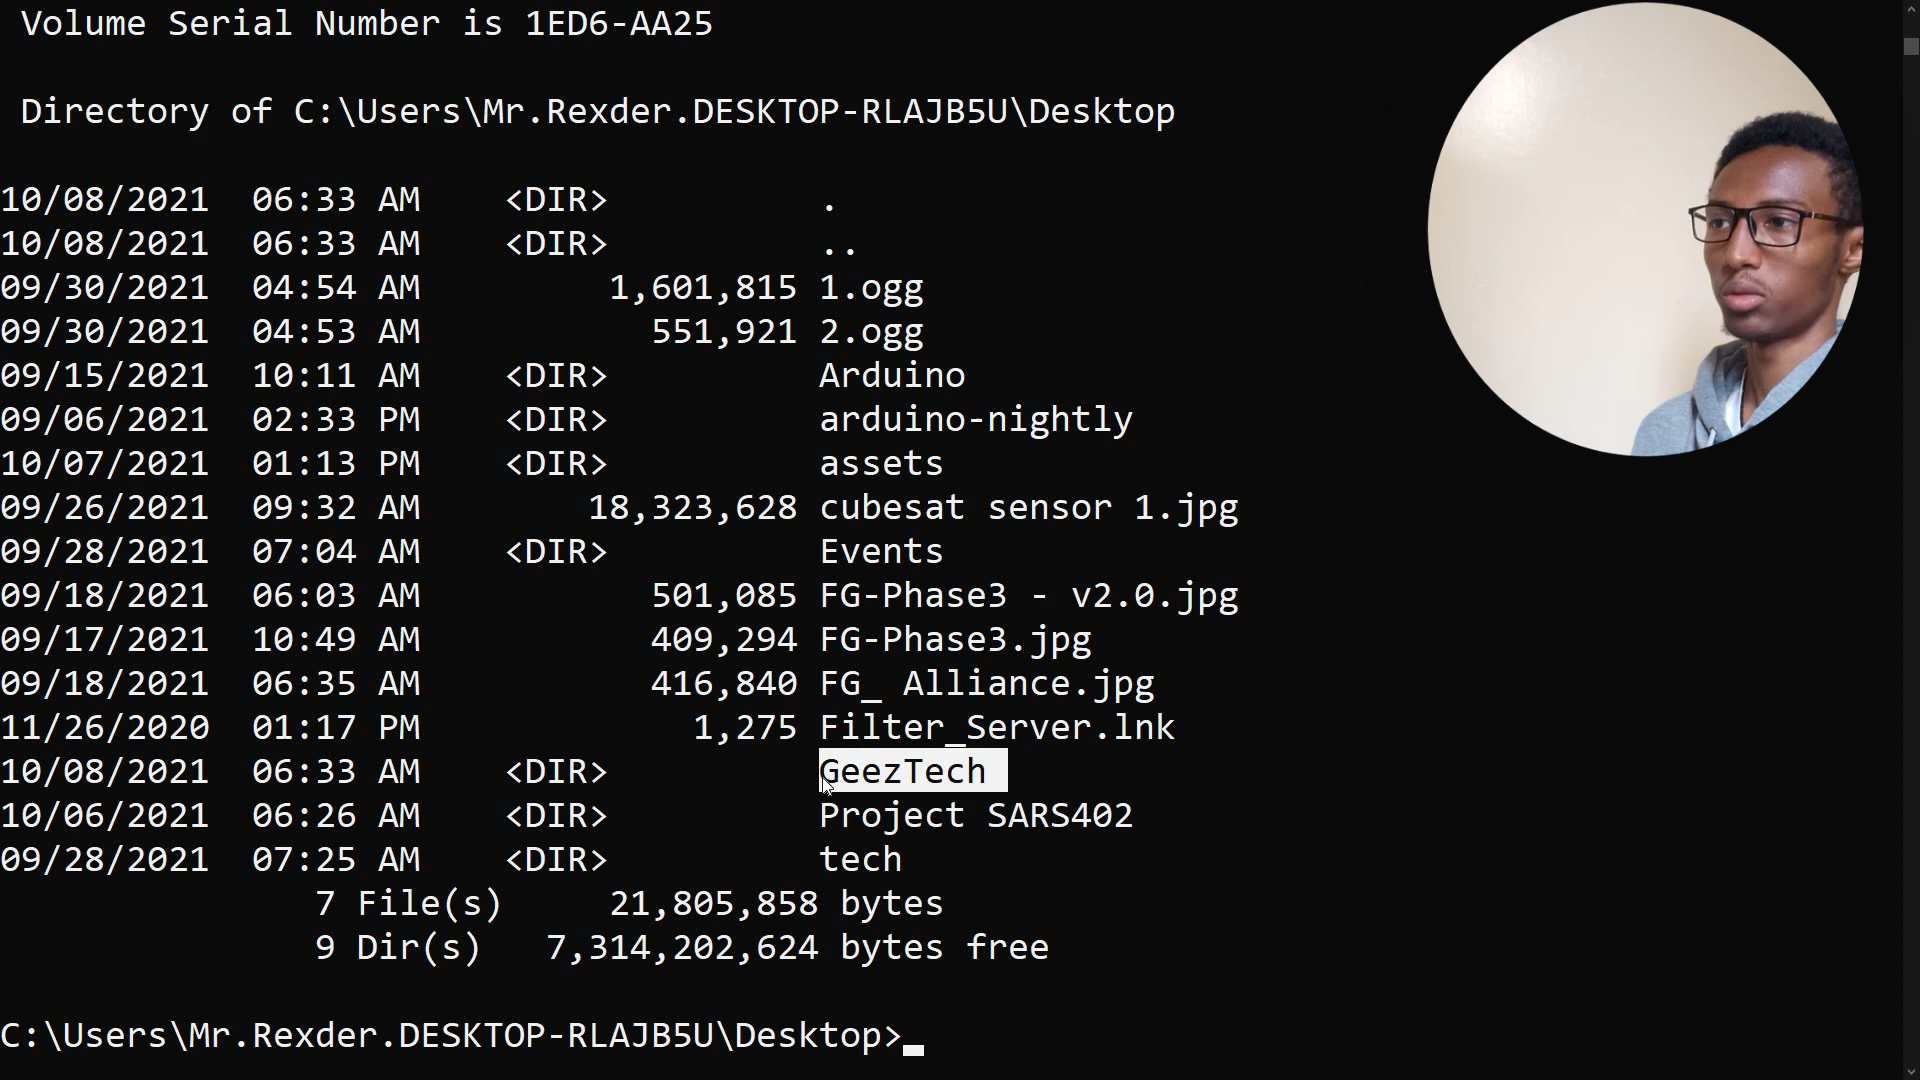 Volume Serial Number is 1ED6-AA25
Directory of C:\Users\Mr.Rexder.DESKTOP-RLAJB5U\Desktop
10/08/2021  06:33 AM    <DIR>          .
10/08/2021  06:33 AM    <DIR>          ..
09/30/2021  04:54 AM         1,601,815 1.ogg
09/30/2021  04:53 AM           551,921 2.ogg
09/15/2021  10:11 AM    <DIR>          Arduino
09/06/2021  02:33 PM    <DIR>          arduino-nightly
10/07/2021  01:13 PM    <DIR>          assets
09/26/2021  09:32 AM        18,323,628 cubesat sensor 1.jpg
09/28/2021  07:04 AM    <DIR>          Events
09/18/2021  06:03 AM           501,085 FG-Phase3 - v2.0.jpg
09/17/2021  10:49 AM           409,294 FG-Phase3.jpg
09/18/2021  06:35 AM           416,840 FG_ Alliance.jpg
11/26/2020  01:17 PM             1,275 Filter_Server.lnk
10/08/2021  06:33 AM    <DIR>          GeezTech
10/06/2021  06:26 AM    <DIR>          Project SARS402
09/28/2021  07:25 AM    <DIR>          tech
7 File(s)     21,805,858 bytes
9 Dir(s)   7,314,202,624 bytes free
C:\Users\Mr.Rexder.DESKTOP-RLAJB5U\Desktop>